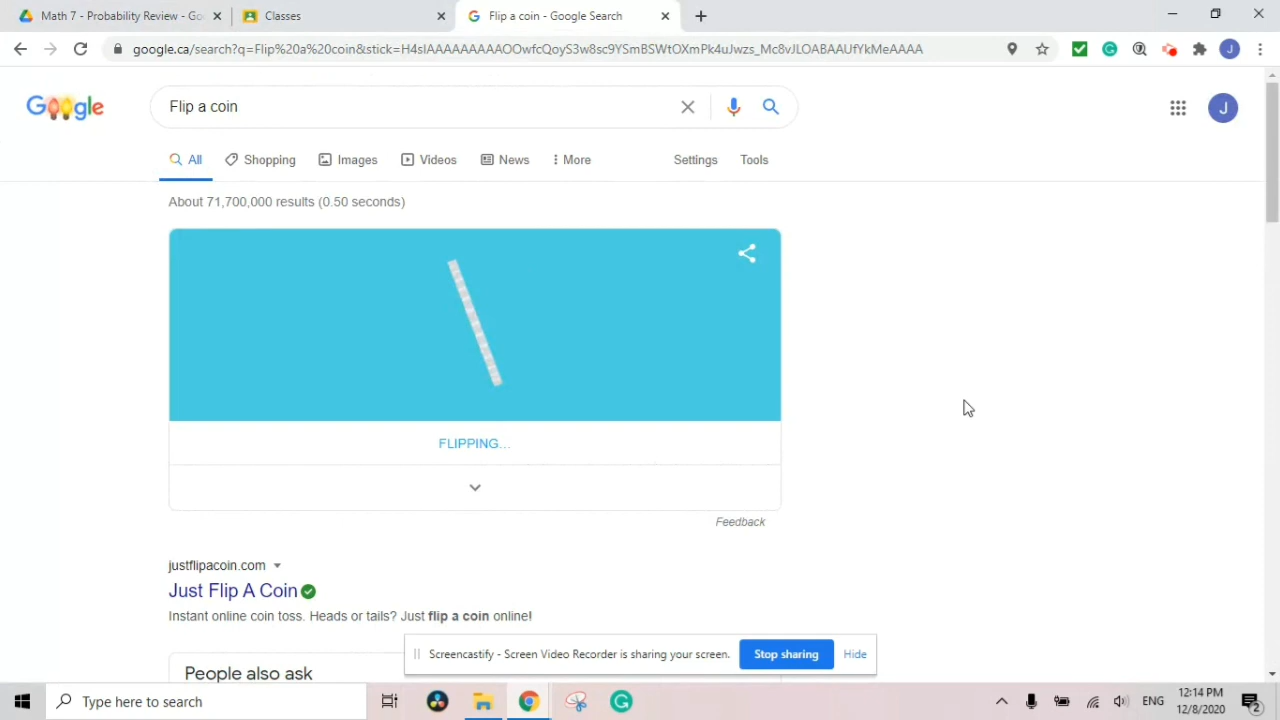 Math 7 - Probability Review - Go
Classes
Flip a coin - Google Search
google.ca/search?q=Flip%20a%20coin&stick=H4sIAAAAAAAAAOOwfcQoyS3w8sc9YSmBSWtOXmPk4uJwzs_Mc8vJLOABAAUfYkMeAAAA
J
Google
Flip a coin
J
All
Shopping
Images
Videos
News
More
Settings
Tools
About 71,700,000 results (0.50 seconds)
FLIPPING...
Feedback
justflipacoin.com
Just Flip A Coin
Instant online coin toss. Heads or tails? Just flip a coin online!
Screencastify - Screen Video Recorder is sharing your screen.
Stop sharing
Hide
People also ask
Type here to search
ENG
12:14 PM
12/8/2020
2